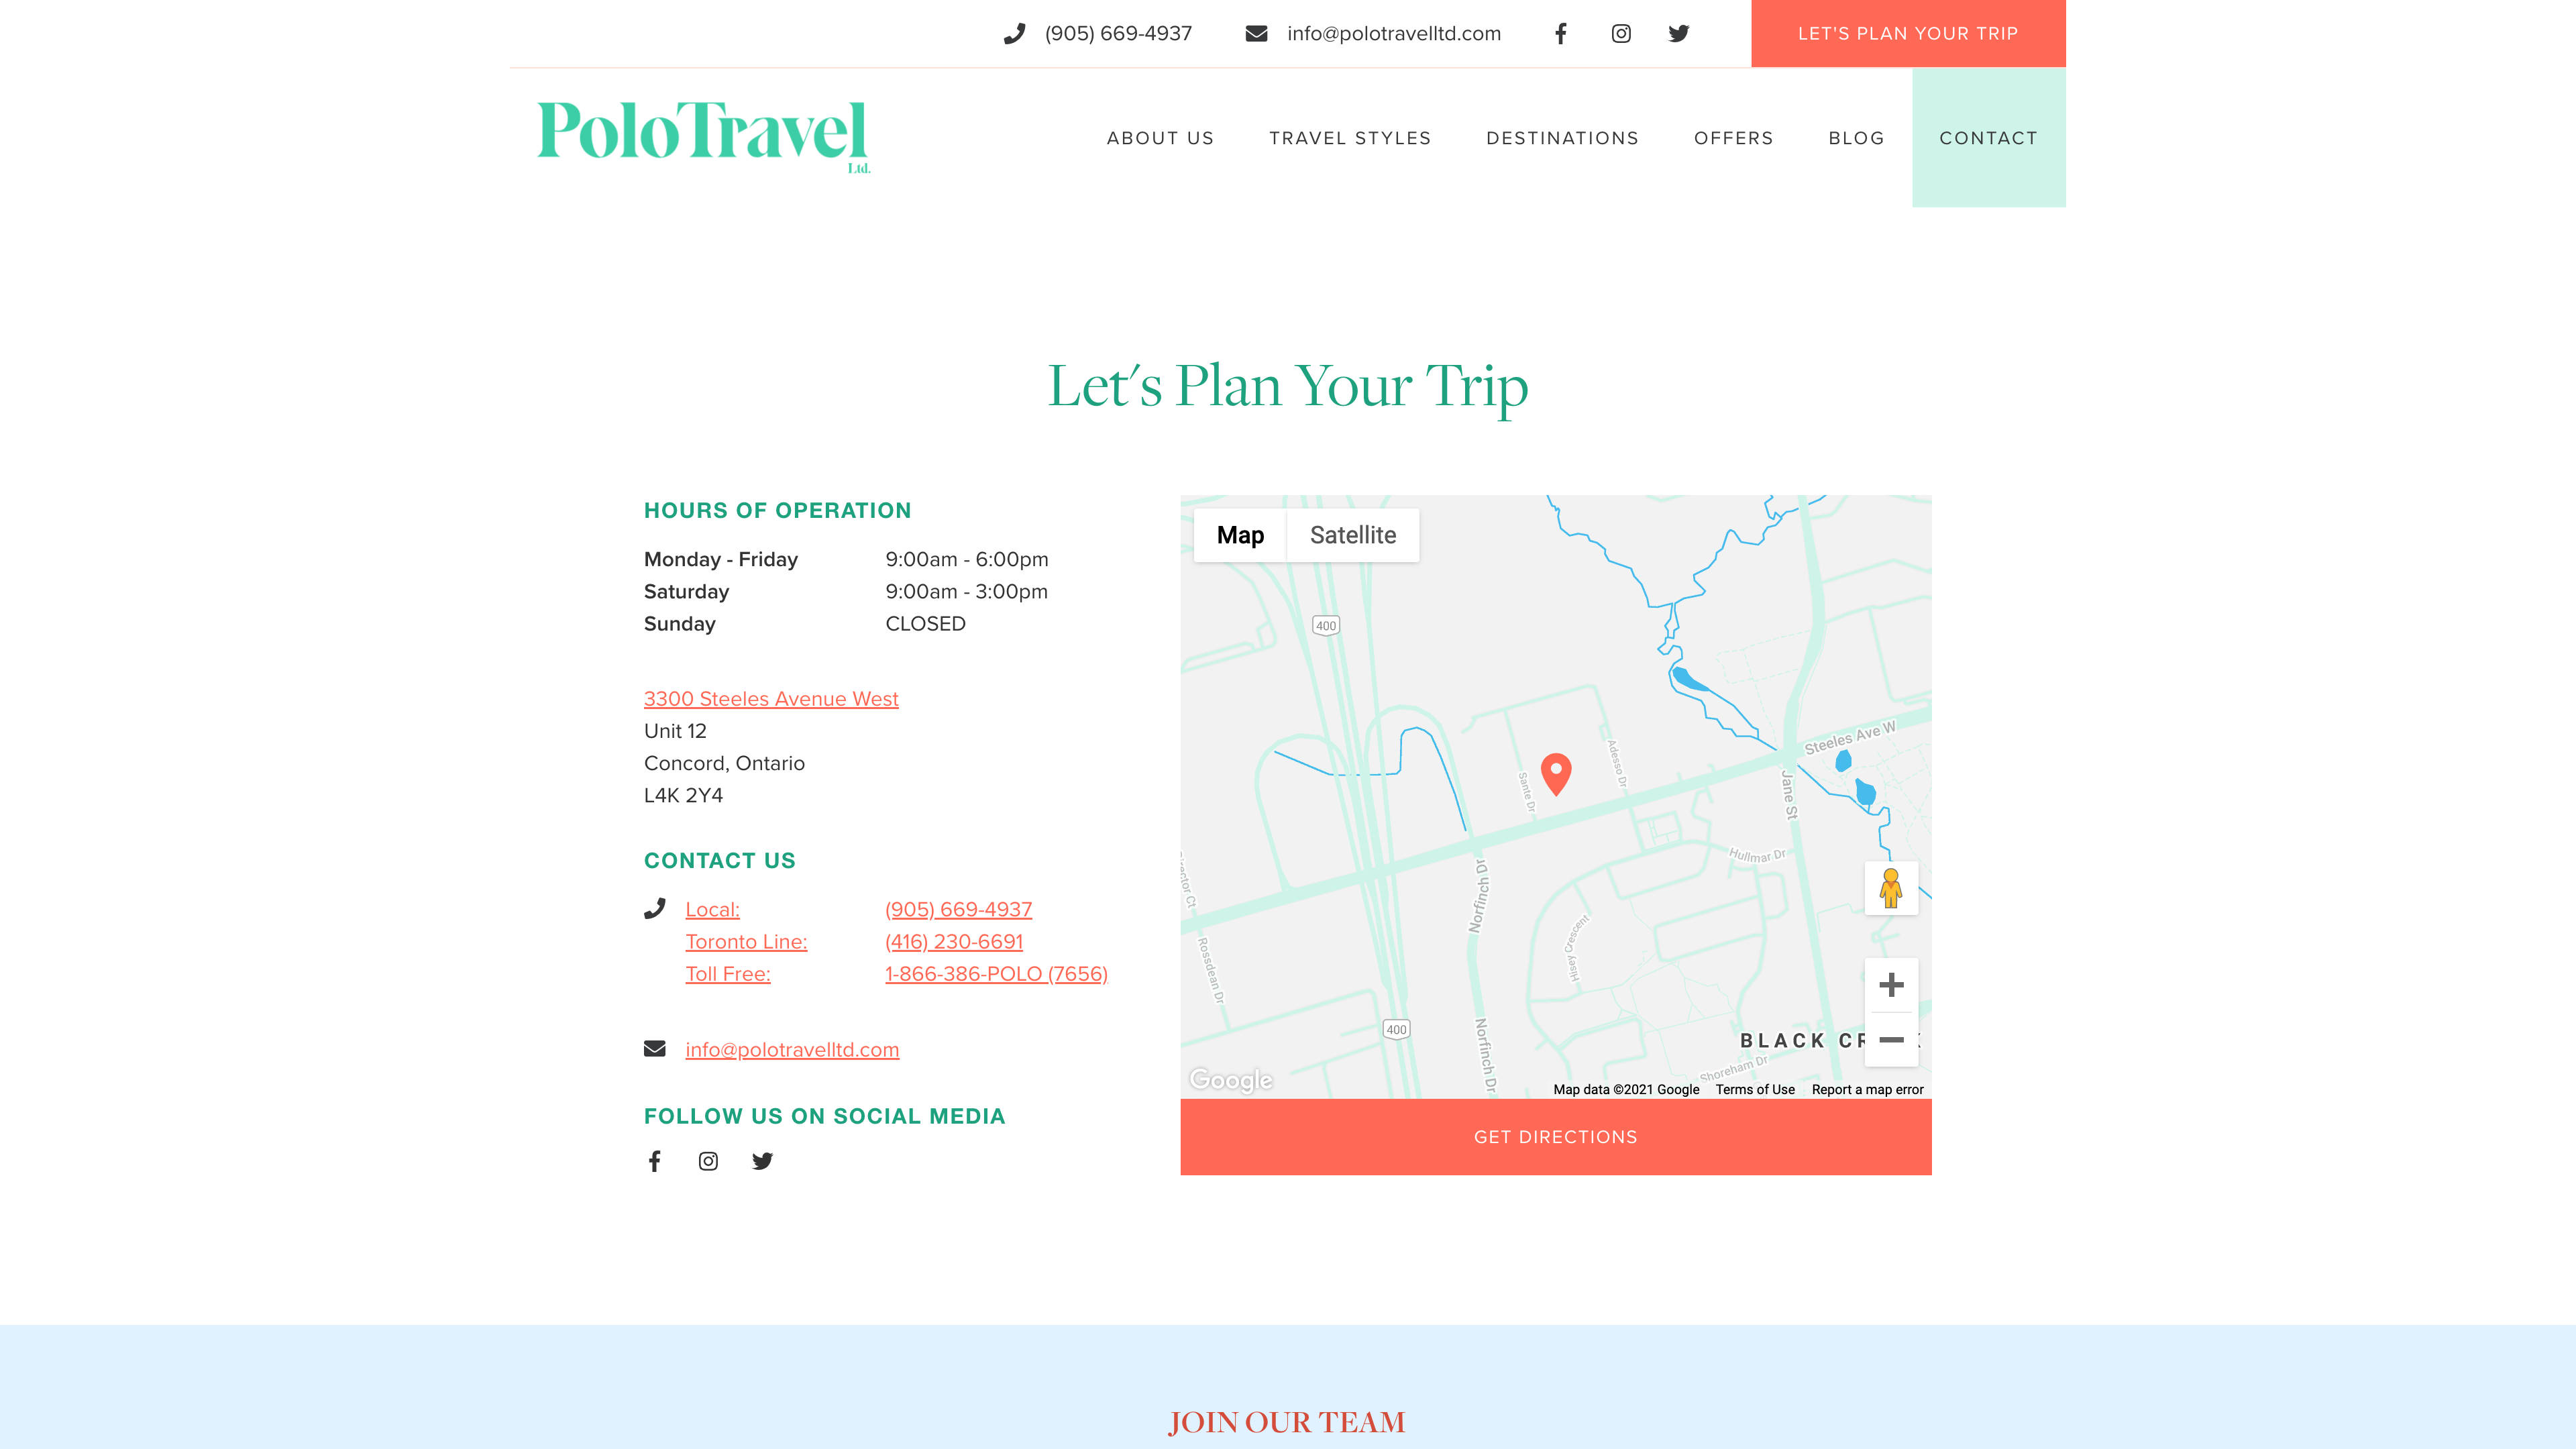 (905) 669-4937
info@polotravelltd.com
LET'S PLAN YOUR TRIP
PoloTravel
Ltd.
ABOUT US
TRAVEL STYLES
DESTINATIONS
OFFERS
BLOG
CONTACT
Let's Plan Your Trip
HOURS OF OPERATION
Monday - Friday 9:00am - 6:00pm
Saturday 9:00am - 3:00pm
Sunday CLOSED
3300 Steeles Avenue West
Unit 12
Concord, Ontario
L4K 2Y4
CONTACT US
Local: (905) 669-4937
Toronto Line: (416) 230-6691
Toll Free: 1-866-386-POLO (7656)
info@polotravelltd.com
FOLLOW US ON SOCIAL MEDIA
Map
Satellite
400
Steeles Ave W
Adesso Dr
Sante Dr
Jane St
Hullmar Dr
Norfinch Dr
Hisey Crescent
Rossdean Dr
400
Norfinch Dr
BLACK
Shoreham Dr
Google
Map data ©2021 Google
Terms of Use
Report a map error
GET DIRECTIONS
JOIN OUR TEAM